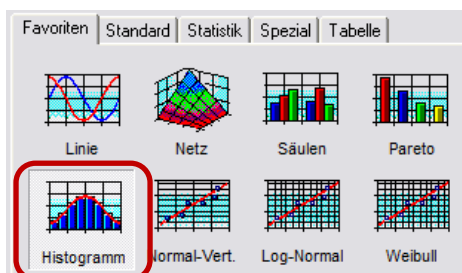 Favoriten Standard Statistik Spezial Tabelle
Linie Netz Säulen Pareto
Histogramm Normal-Vert. Log-Normal Weibull